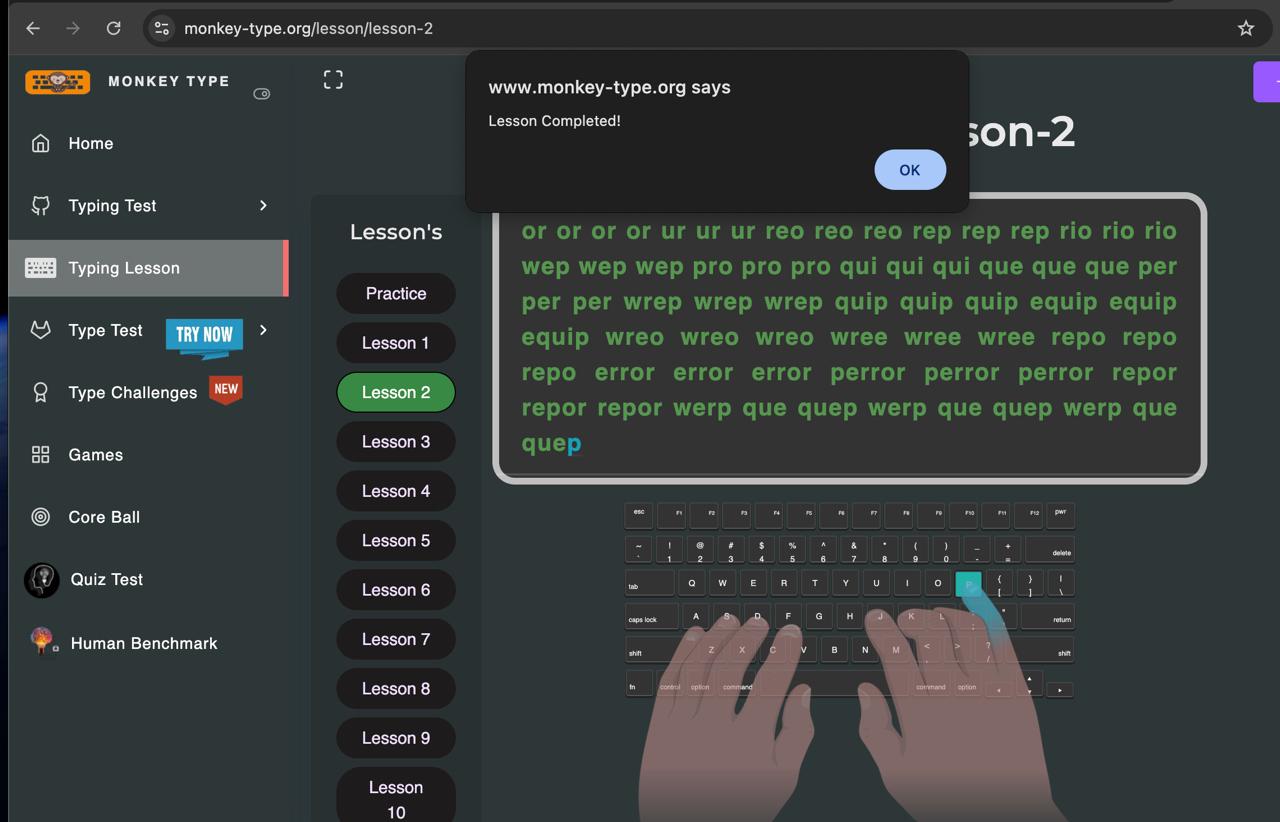 monkey-type.org/lesson/lesson-2
MONKEY TYPE
www.monkey-type.org says
Lesson Completed!
OK
son-2
Home
Typing Test
Typing Lesson
Type Test
TRY NOW
Type Challenges
NEW
Games
Core Ball
Quiz Test
Human Benchmark
Lesson's
Practice
Lesson 1
Lesson 2
Lesson 3
Lesson 4
Lesson 5
Lesson 6
Lesson 7
Lesson 8
Lesson 9
Lesson
10
or or or or ur ur ur reo reo reo rep rep rep rio rio rio
wep wep wep pro pro pro qui qui qui que que que per
per per wrep wrep wrep quip quip quip equip equip
equip wreo wreo wreo wree wree wree repo repo
repo error error error perror perror perror repor
repor repor werp que quep werp que quep werp que
quep
esc F1 F2 F3 F4 F5 F6 F7 F8 F9 F10 F11 F12 pwr
~ ! @ # $ % ^ & * ( ) _ +
` 1 2 3 4 5 6 7 8 9 0 - = delete
tab Q W E R T Y U I O P { } |
[ ] \
caps lock A S D F G H J K L : " return
;
shift Z X C V B N M < > ? shift
, . /
fn control option command command option